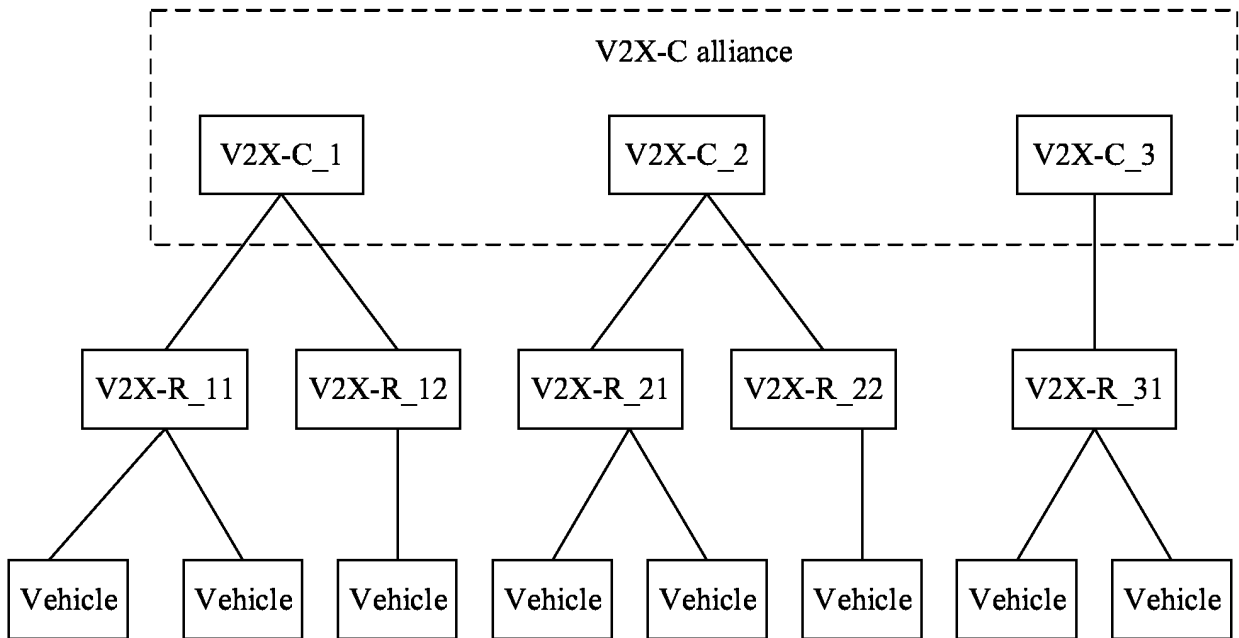 V2X-C alliance
V2X-C_1
V2X-C_2
V2X-C_3
V2X-R_11
V2X-R_12
V2X-R_21
V2X-R_22
V2X-R_31
Vehicle
Vehicle
Vehicle
Vehicle
Vehicle
Vehicle
Vehicle
Vehicle